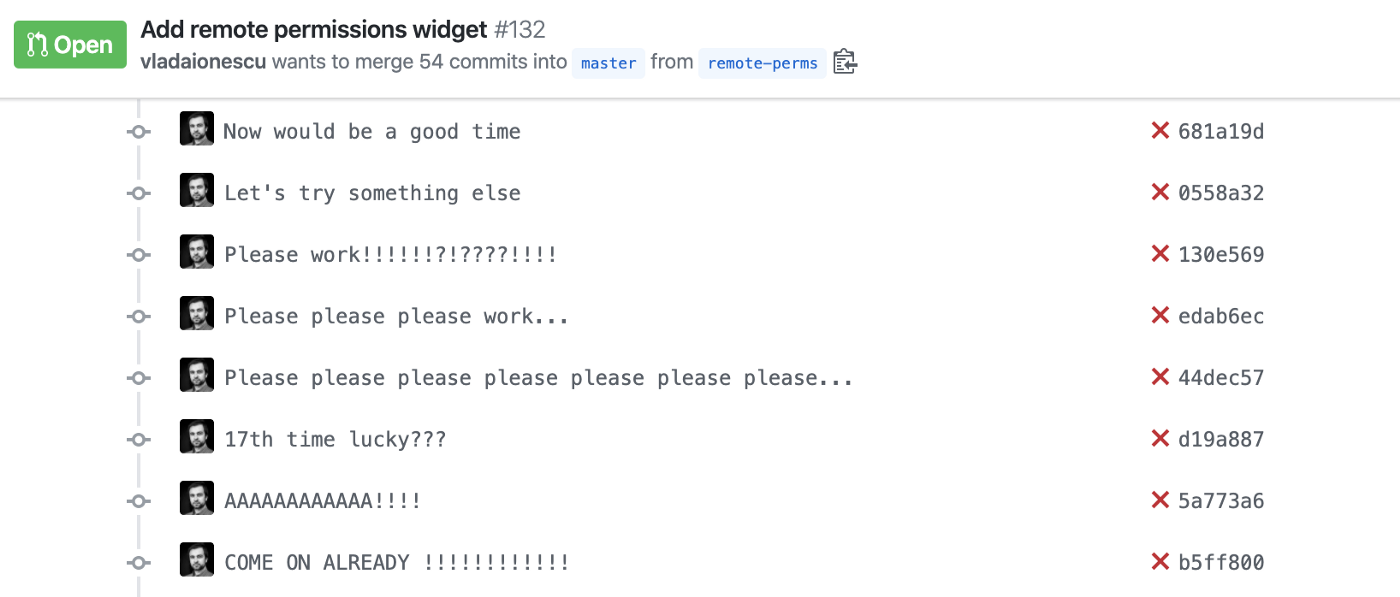 Open
Add remote permissions widget #132
vladaionescu wants to merge 54 commits into master from remote-perms
Now would be a good time 681a19d
Let's try something else 0558a32
Please work!!!!!!?!????!!!! 130e569
Please please please work... edab6ec
Please please please please please please please... 44dec57
17th time lucky??? d19a887
AAAAAAAAAAAA!!!! 5a773a6
COME ON ALREADY !!!!!!!!!!!! b5ff800